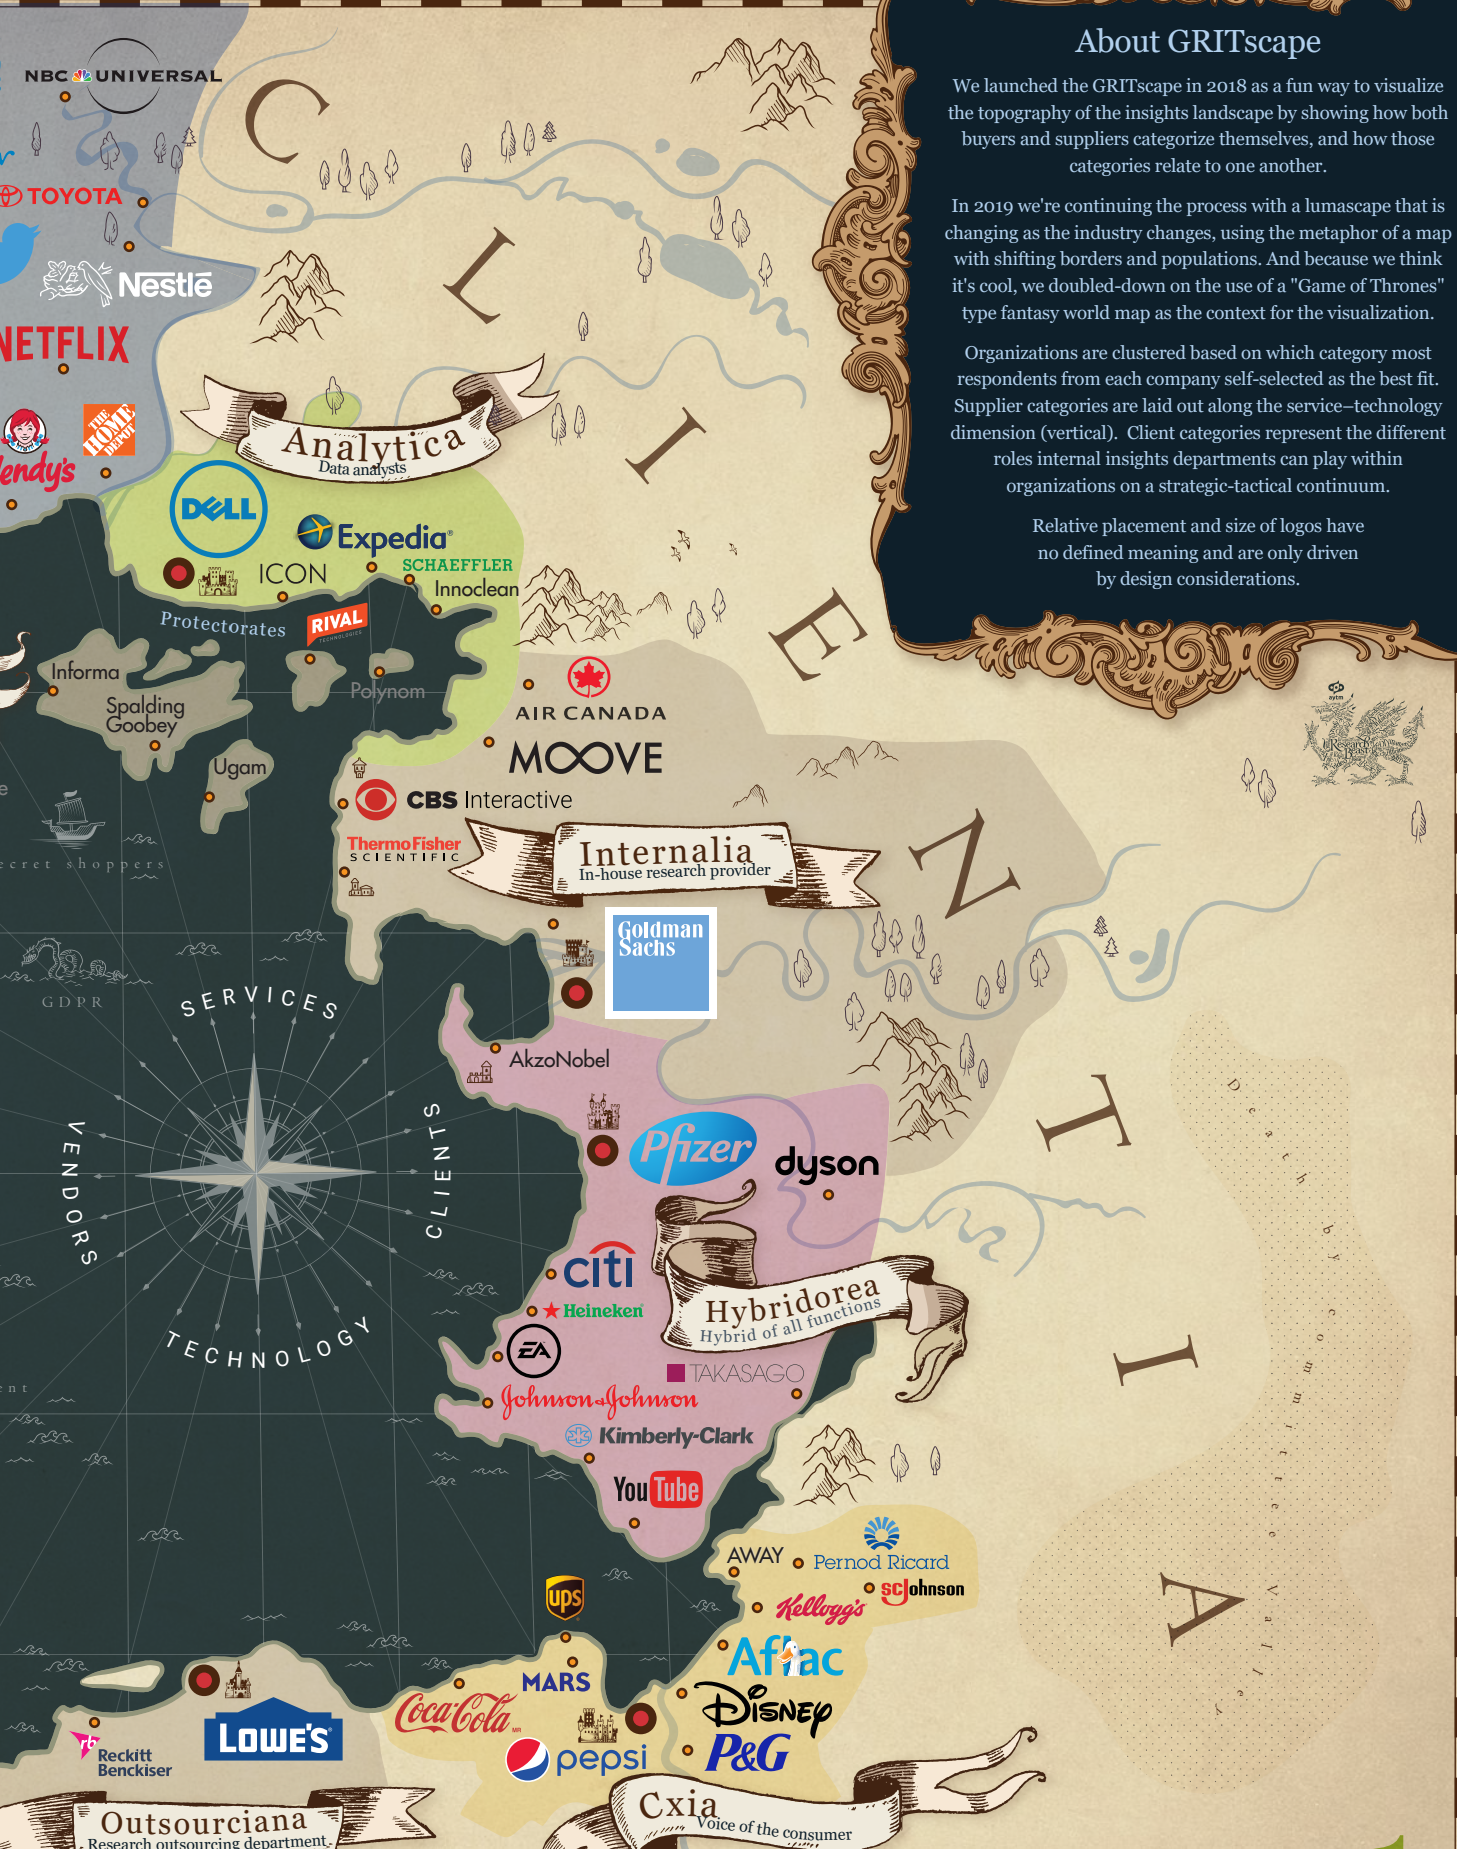 About GRITscape
We launched the GRITscape in 2018 as a fun way to visualize
the topography of the insights landscape by showing how both
buyers and suppliers categorize themselves, and how those
categories relate to one another.
In 2019 we're continuing the process with a lumascape that is
changing as the industry changes, using the metaphor of a map
with shifting borders and populations. And because we think
it's cool, we doubled-down on the use of a "Game of Thrones"
type fantasy world map as the context for the visualization.
Organizations are clustered based on which category most
respondents from each company self-selected as the best fit.
Supplier categories are laid out along the service–technology
dimension (vertical). Client categories represent the different
roles internal insights departments can play within
organizations on a strategic-tactical continuum.
Relative placement and size of logos have
no defined meaning and are only driven
by design considerations.
CLIENTIA
NBC UNIVERSAL
TOYOTA
Nestlé
NETFLIX
THE
HOME
DEPOT
Wendy's
Analytica
Data analysts
DELL
Expedia®
SCHAEFFLER
ICON
Innoclean
Protectorates
RIVAL
TECHNOLOGIES
Informa
Polynom
Spalding
Goobey
Ugam
AIR CANADA
MOOVE
aytm
Research
Beast
CBS Interactive
ThermoFisher
SCIENTIFIC
Internalia
In-house research provider
ecret shoppers
Goldman
Sachs
GDPR
SERVICES
VENDORS
CLIENTS
TECHNOLOGY
AkzoNobel
Pfizer
dyson
Death by committee Valley
citi
Heineken
Hybridorea
Hybrid of all functions
EA
TAKASAGO
Johnson & Johnson
Kimberly-Clark
YouTube
ent
AWAY
Pernod Ricard
SC Johnson
Kellogg's
ups
Aflac
MARS
Coca-Cola
MR
Disney
pepsi
P&G
LOWE'S
rb
Reckitt
Benckiser
Outsourciana
Research outsourcing department
Cxia
Voice of the consumer